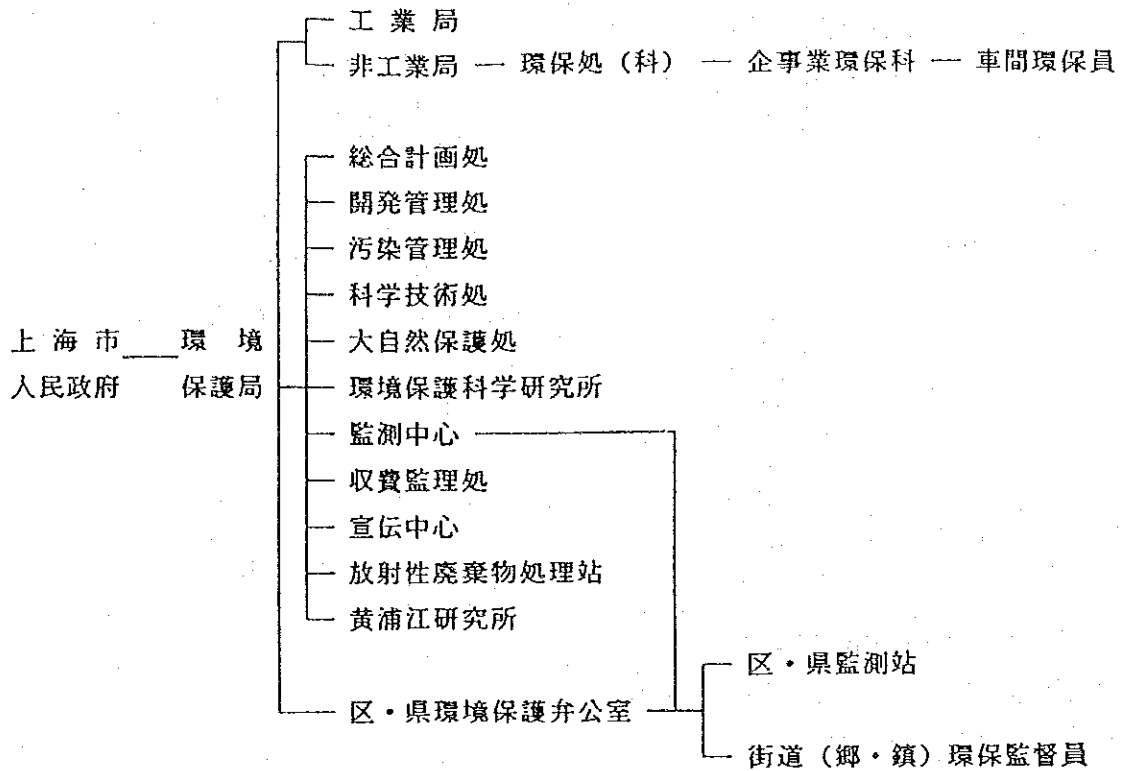 工業局
非工業局 — 環保処（科） — 企事業環保科 — 車間環保員
総合計画処
開発管理処
汚染管理処
科学技術処
上海市 環境
大自然保護処
人民政府 保護局
環境保護科学研究所
監測中心
収費監理処
宣伝中心
放射性廃棄物処理站
黄浦江研究所
区・県監測站
区・県環境保護弁公室
街道（郷・鎮）環保監督員